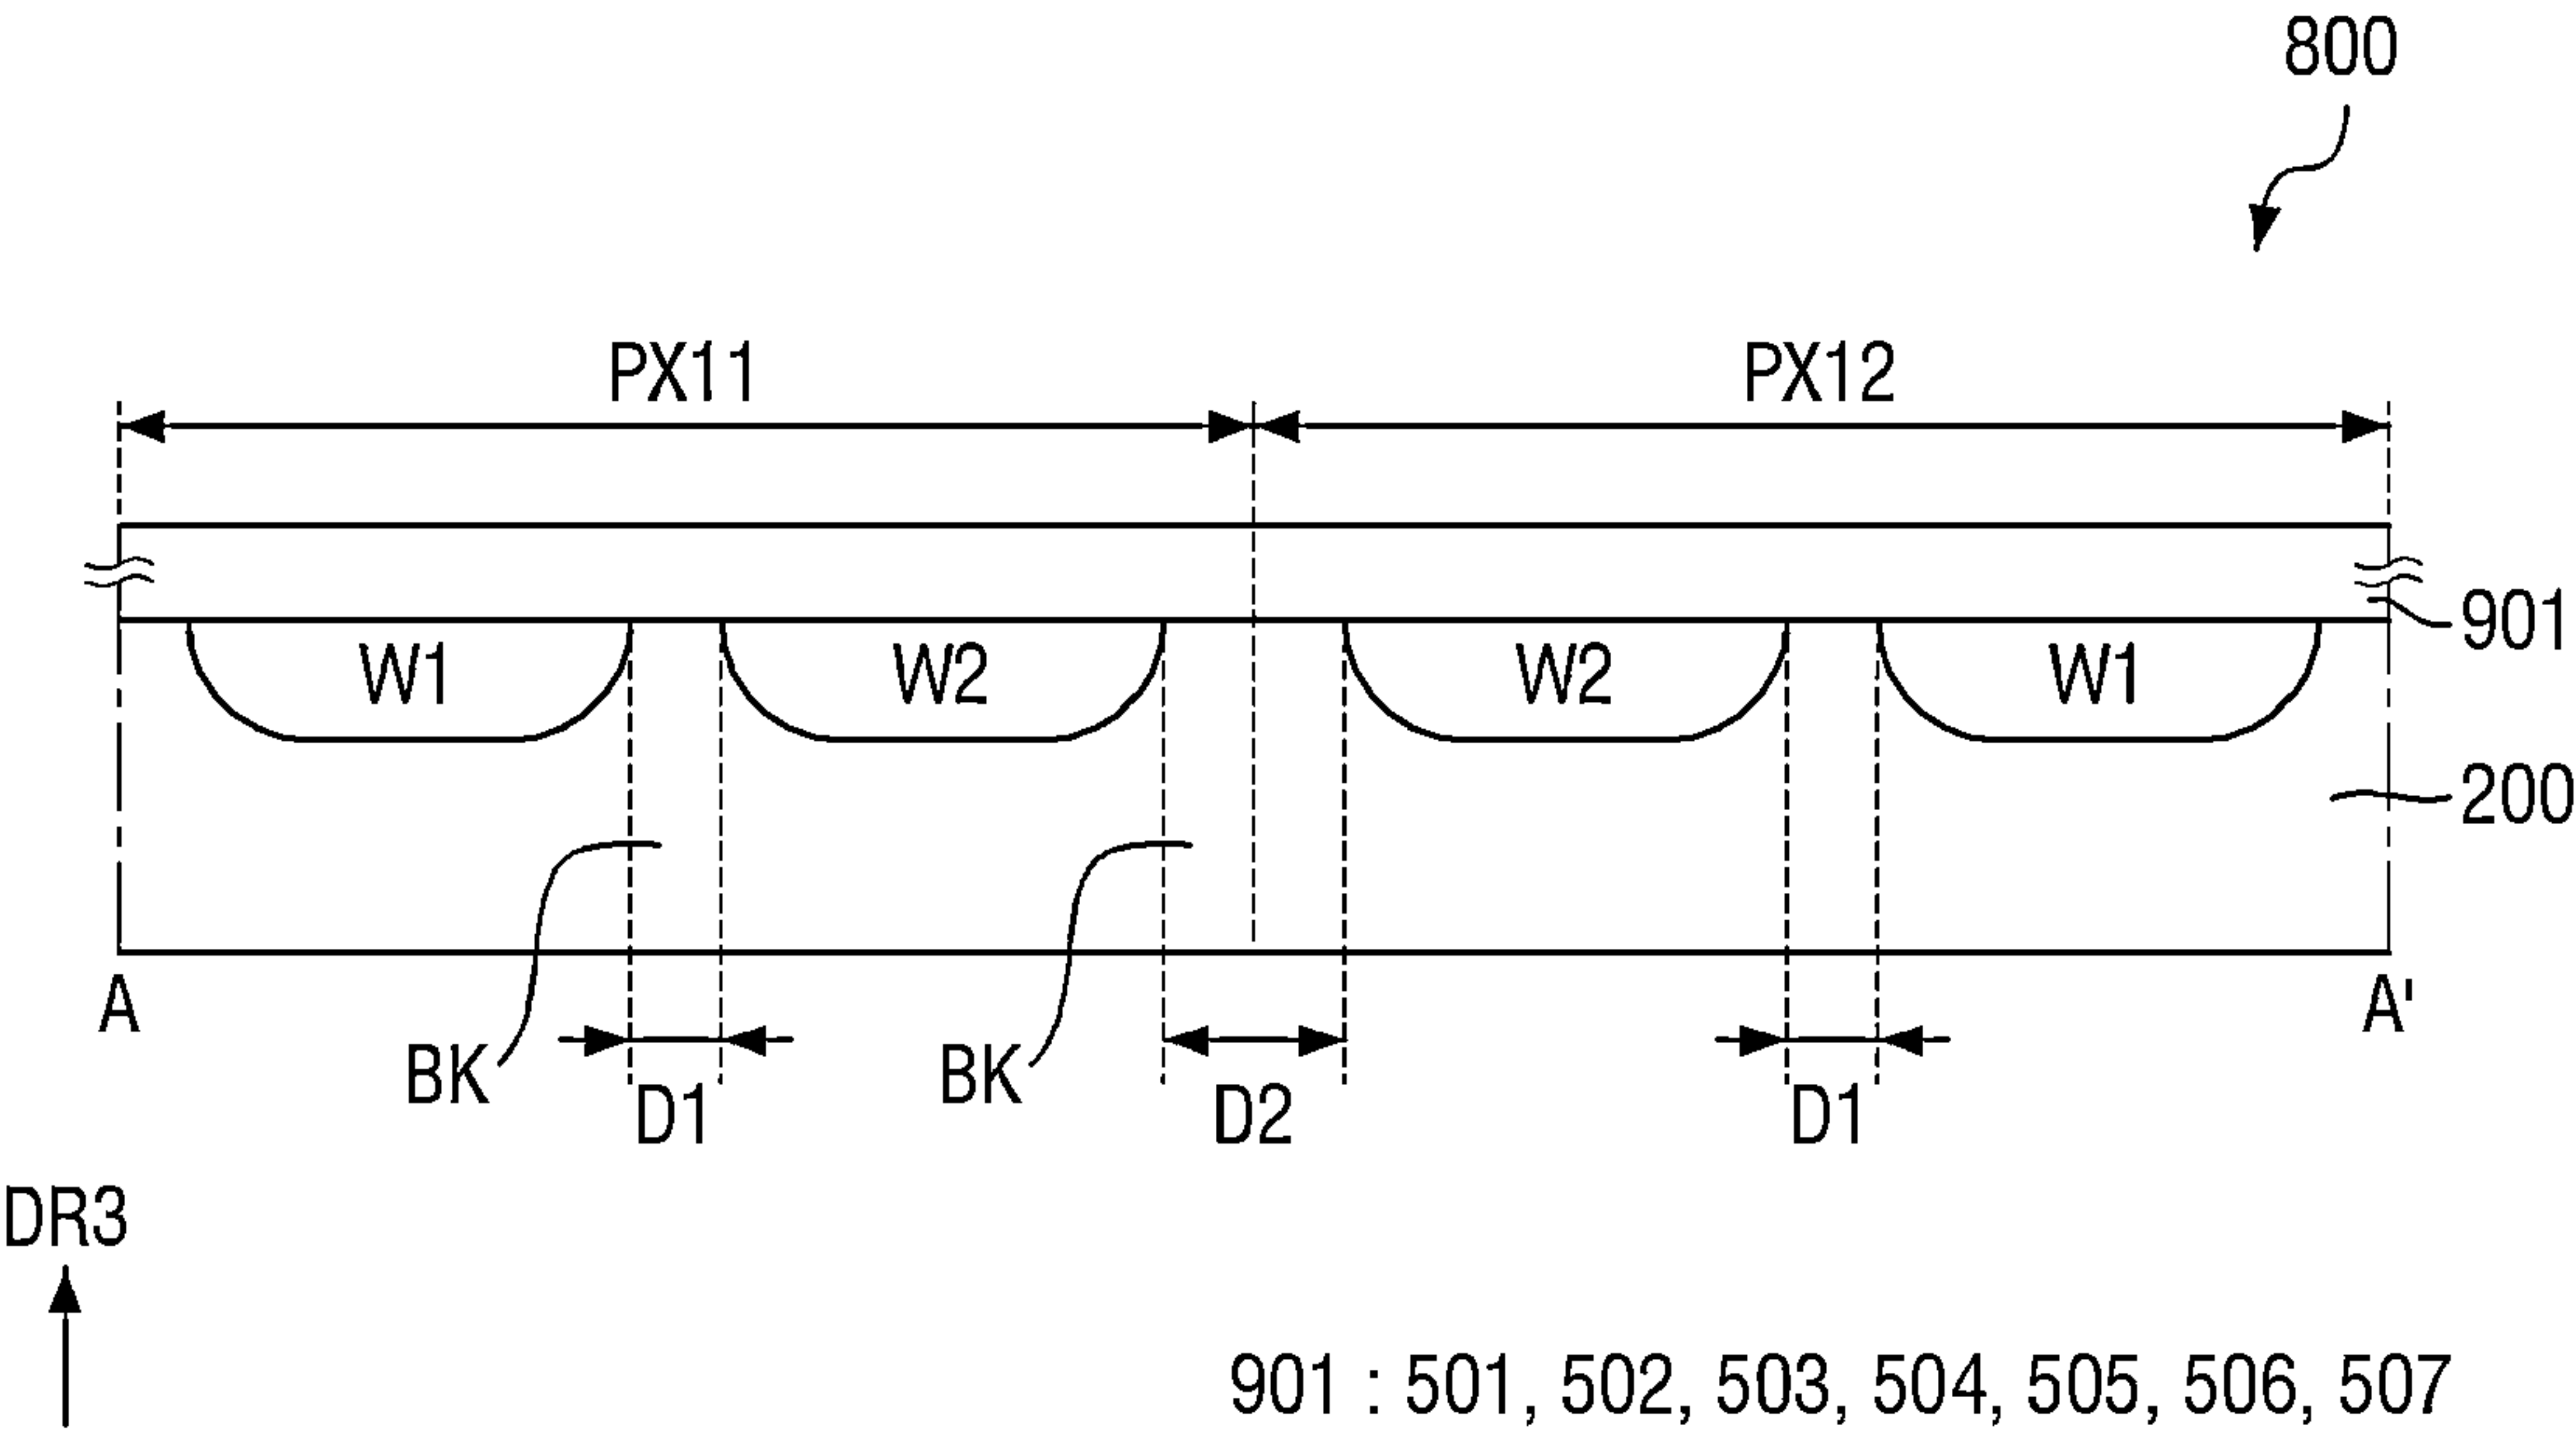 800
PX11 PX12
901
W1 W2 W2 W1
200
A A'
BK BK
D1 D2 D1
DR3
901 : 501, 502, 503, 504, 505, 506, 507